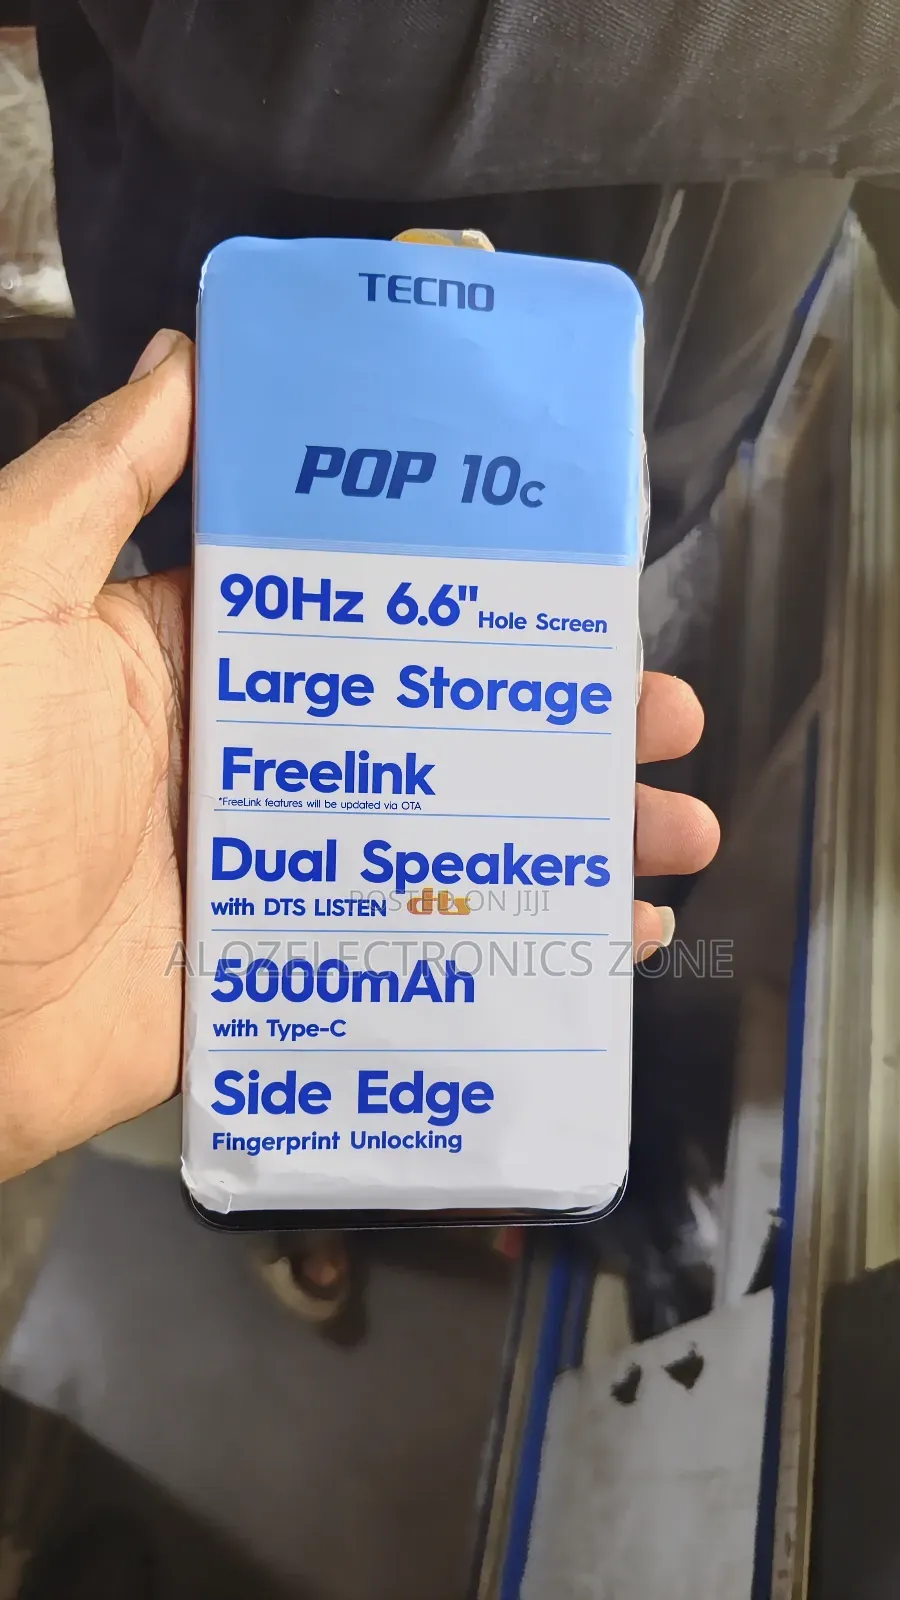 TECNO
POP 10c
90Hz 6.6" Hole Screen
Large Storage
Freelink
*FreeLink features will be updated via OTA
Dual Speakers
with DTS LISTEN dts
POSTED ON JIJI
ALOZELECTRONICS ZONE
5000mAh
with Type-C
Side Edge
Fingerprint Unlocking